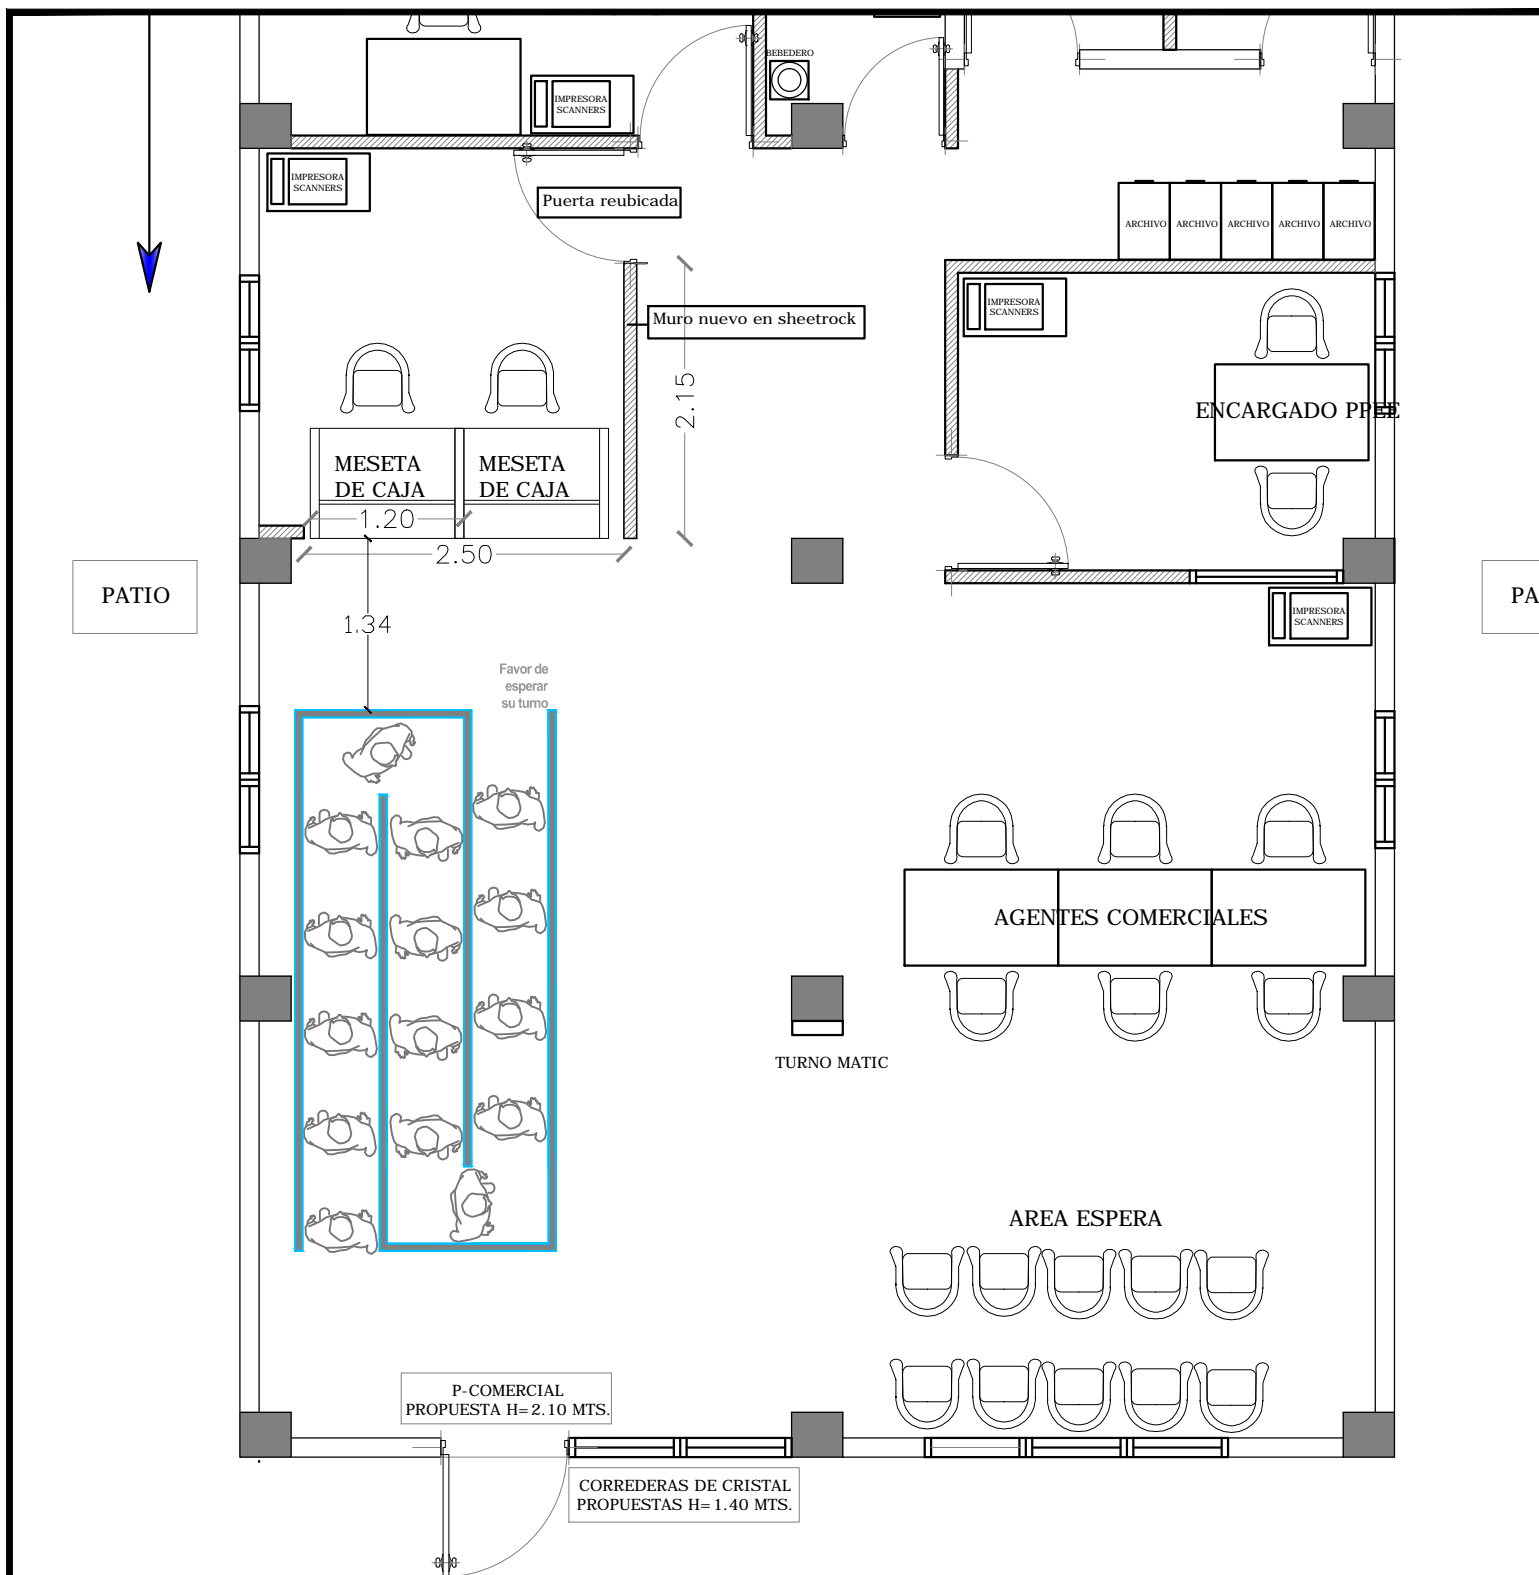 BEBEDERO
IMPRESORA
SCANNERS
IMPRESORA
SCANNERS
Puerta reubicada
ARCHIVO
ARCHIVO
ARCHIVO
ARCHIVO
ARCHIVO
IMPRESORA
SCANNERS
Muro nuevo en sheetrock
2.15
ENCARGADO PPEE
MESETA
DE CAJA
MESETA
DE CAJA
1.20
2.50
PATIO
PA
1.34
IMPRESORA
SCANNERS
Favor de
esperar
su turno
AGENTES COMERCIALES
TURNO MATIC
AREA ESPERA
P-COMERCIAL
PROPUESTA H=2.10 MTS.
CORREDERAS DE CRISTAL
PROPUESTAS H=1.40 MTS.